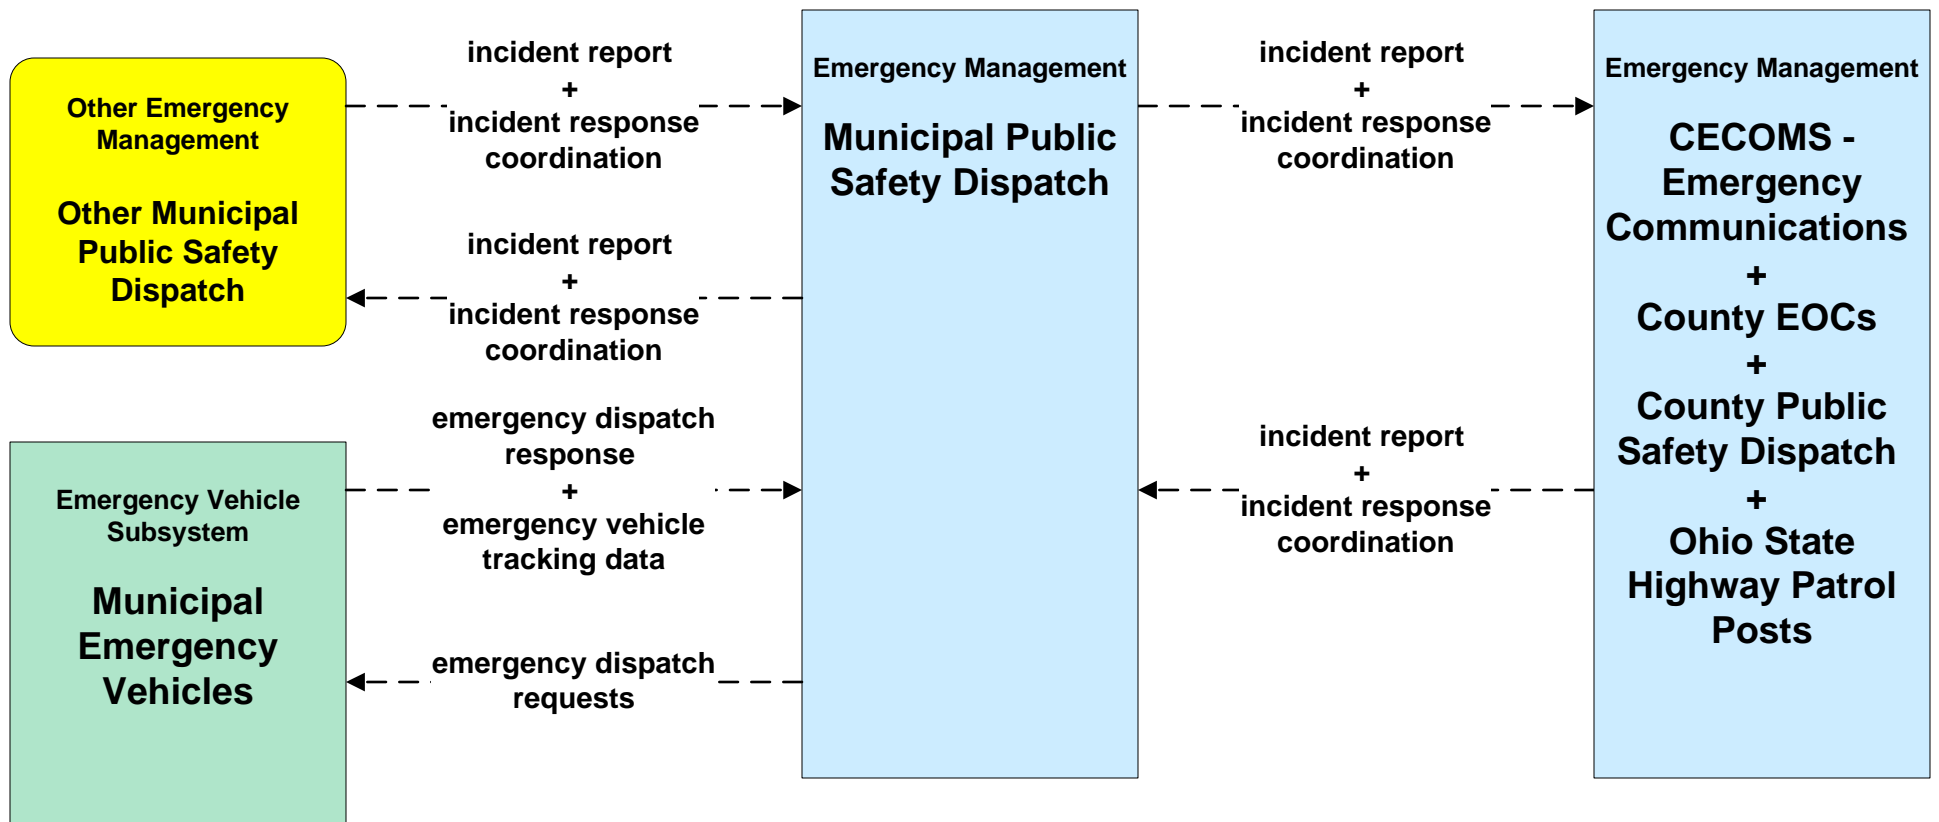 Other Emergency
Management
Other Municipal
Public Safety
Dispatch
incident report
+
incident response
coordination
incident report
+
incident response
coordination
Emergency Vehicle
Subsystem
Municipal
Emergency
Vehicles
emergency dispatch
response
+
emergency vehicle
tracking data
emergency dispatch
requests
Emergency Management
Municipal Public
Safety Dispatch
incident report
+
incident response
coordination
incident report
+
incident response
coordination
Emergency Management
CECOMS -
Emergency
Communications
+
County EOCs
+
County Public
Safety Dispatch
+
Ohio State
Highway Patrol
Posts